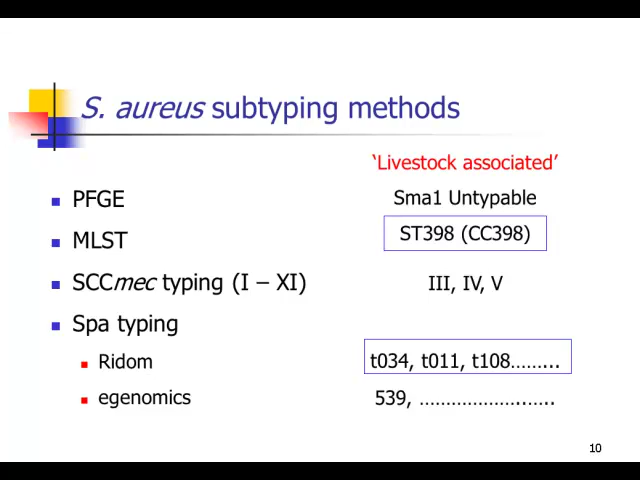 S. aureus subtyping methods
‘Livestock associated’
PFGE Sma1 Untypable
MLST ST398 (CC398)
SCCmec typing (I – XI) III, IV, V
Spa typing
Ridom t034, t011, t108……...
egenomics 539, ………………..…..
10